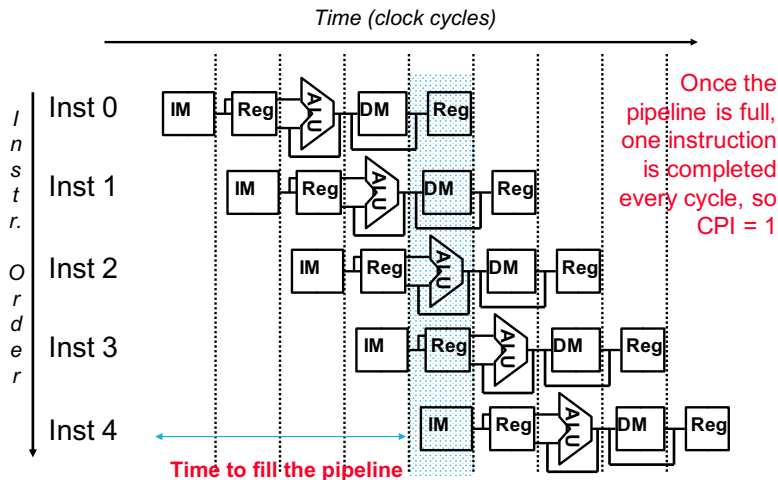 Time (clock cycles)
Instr. Order
Inst 0
IM Reg ALU DM Reg
Inst 1
IM Reg ALU DM Reg
Inst 2
IM Reg ALU DM Reg
Inst 3
IM Reg ALU DM Reg
Inst 4
IM Reg ALU DM Reg
Once the
pipeline is full,
one instruction
is completed
every cycle, so
CPI = 1
Time to fill the pipeline